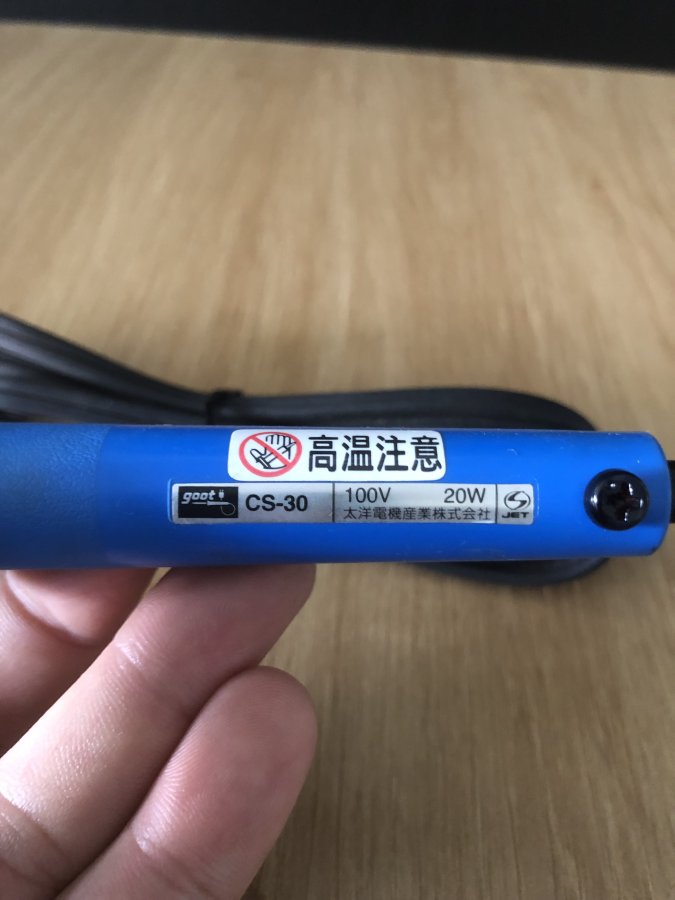 高温注意
goot CS-30
100V 20W
太洋電機産業株式会社
JET